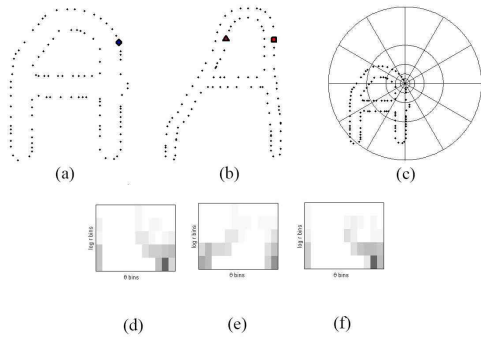 (a)
(b)
(c)
log r bins
θ bins
log r bins
θ bins
log r bins
θ bins
(d)
(e)
(f)